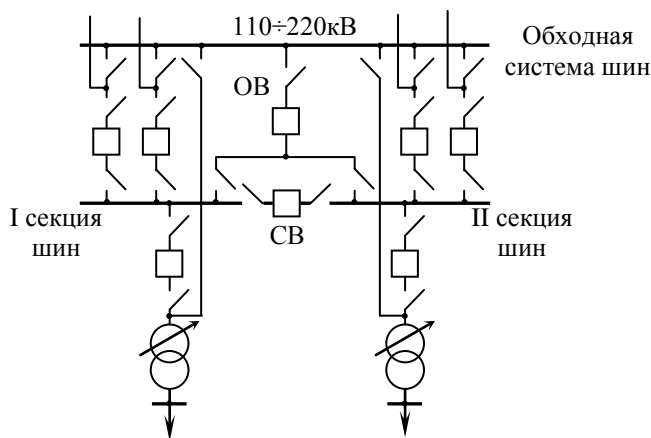 110÷220кВ
Обходная
система шин
ОВ
I секция
шин
СВ
II секция
шин